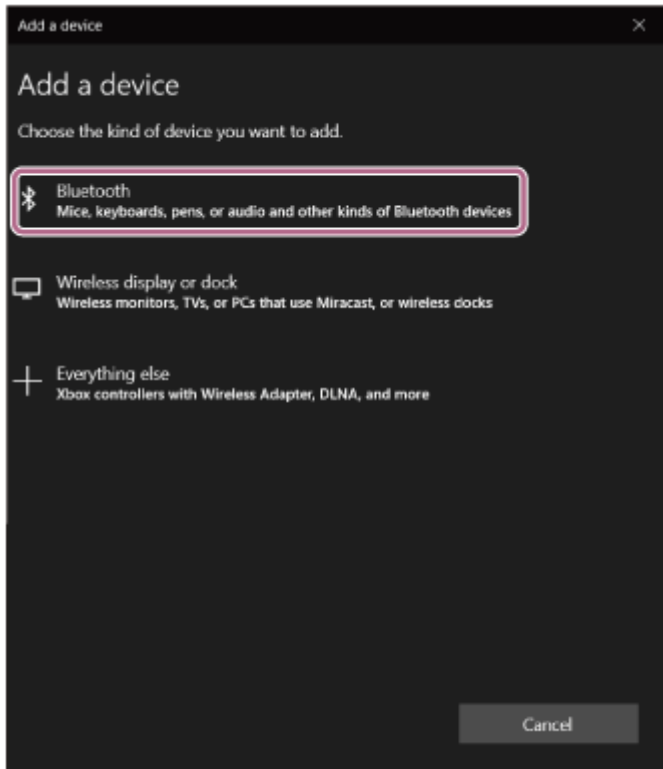 Add a device
Add a device
Choose the kind of device you want to add.
Bluetooth
Mice, keyboards, pens, or audio and other kinds of Bluetooth devices
Wireless display or dock
Wireless monitors, TVs, or PCs that use Miracast, or wireless docks
Everything else
Xbox controllers with Wireless Adapter, DLNA, and more
Cancel